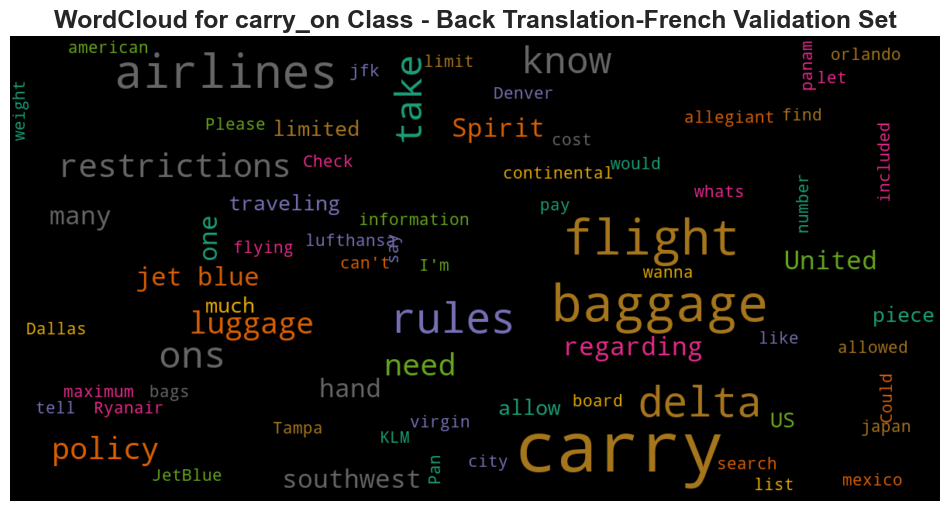 WordCloud for carry_on Class - Back Translation-French Validation Set
american
airlines
jfk
take
limit
know
panam
orlando
let
weight
Denver
Please
limited
Spirit
cost
allegiant
find
restrictions
Check
continental
would
whats
included
many
traveling
one
information
pay
number
flying
lufthansa
say
can't
I'm
flight
wanna
United
jet blue
much
luggage
Dallas
rules
baggage
piece
ons
need
regarding
like
allowed
maximum
bags
hand
tell
Ryanair
allow
board
delta
US
Could
japan
Tampa
virgin
KLM
policy
JetBlue
southwest
Pan
city
carry
search
list
mexico